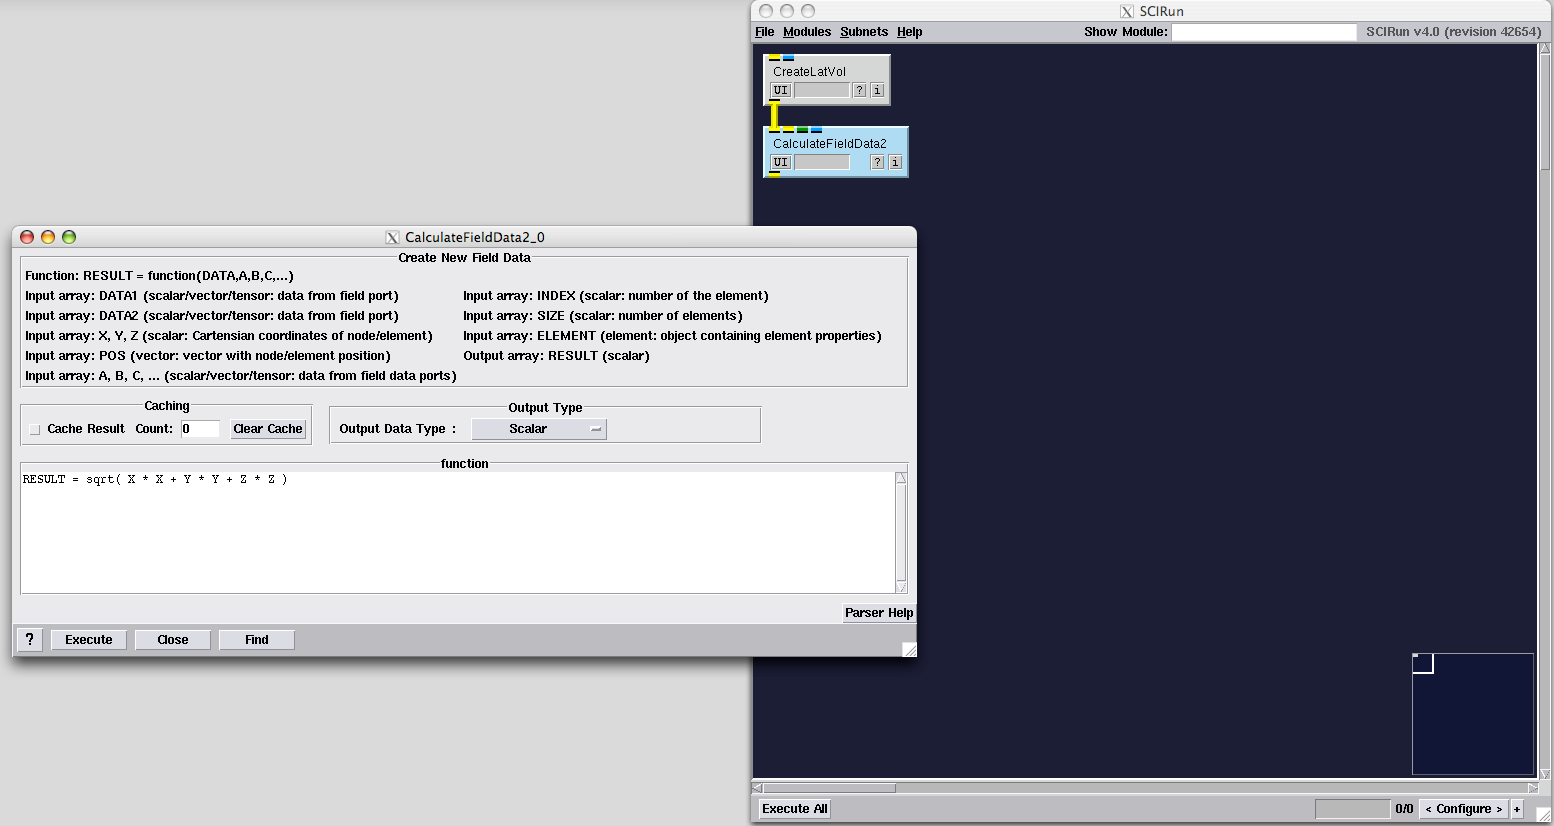 SCIRun
File Modules Subnets Help Show Module: SCIRun v4.0 (revision 42654)
CreateLatVol
UI ? i
CalculateFieldData2
UI ? i
CalculateFieldData2_0
Create New Field Data
Function: RESULT = function(DATA,A,B,C,...)
Input array: DATA1 (scalar/vector/tensor: data from field port) Input array: INDEX (scalar: number of the element)
Input array: DATA2 (scalar/vector/tensor: data from field port) Input array: SIZE (scalar: number of elements)
Input array: X, Y, Z (scalar: Cartensian coordinates of node/element) Input array: ELEMENT (element: object containing element properties)
Input array: POS (vector: vector with node/element position) Output array: RESULT (scalar)
Input array: A, B, C, ... (scalar/vector/tensor: data from field data ports)
Caching Output Type
Cache Result Count: 0 Clear Cache Output Data Type : Scalar
function
RESULT = sqrt( X * X + Y * Y + Z * Z )
Parser Help
? Execute Close Find
Execute All 0/0 < Configure > +